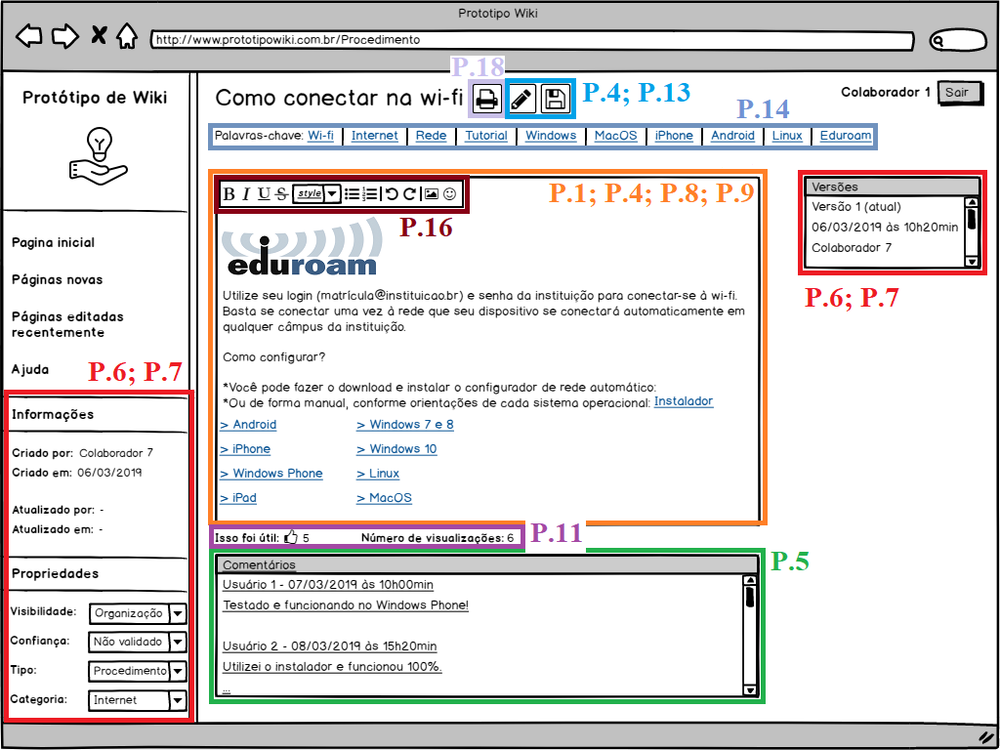 Prototipo Wiki
http://www.prototipowiki.com.br/Procedimento
P.18
Protótipo de Wiki
Como conectar na wi-fi
P.4; P.13
Colaborador 1
Sair
P.14
Palavras-chave: Wi-fi Internet Rede Tutorial Windows MacOS iPhone Android Linux Eduroam
B I U S style
P.1; P.4; P.8; P.9
P.16
Versões
Versão 1 (atual)
06/03/2019 às 10h20min
Colaborador 7
P.6; P.7
Pagina inicial
Páginas novas
Páginas editadas
recentemente
Ajuda
P.6; P.7
Informações
Criado por: Colaborador 7
Criado em: 06/03/2019
Atualizado por: -
Atualizado em: -
Propriedades
Visibilidade: Organização
Confiança: Não validado
Tipo: Procedimento
Categoria: Internet
eduroam
Utilize seu login (matrícula@instituicao.br) e senha da instituição para conectar-se à wi-fi.
Basta se conectar uma vez à rede que seu dispositivo se conectará automaticamente em
qualquer câmpus da instituição.
Como configurar?
*Você pode fazer o download e instalar o configurador de rede automático:
*Ou de forma manual, conforme orientações de cada sistema operacional: Instalador
> Android > Windows 7 e 8
> iPhone > Windows 10
> Windows Phone > Linux
> iPad > MacOS
Isso foi útil: 5 Número de visualizações: 6
P.11
Comentários
P.5
Usuário 1 - 07/03/2019 às 10h00min
Testado e funcionando no Windows Phone!
Usuário 2 - 08/03/2019 às 15h20min
Utilizei o instalador e funcionou 100%.
...